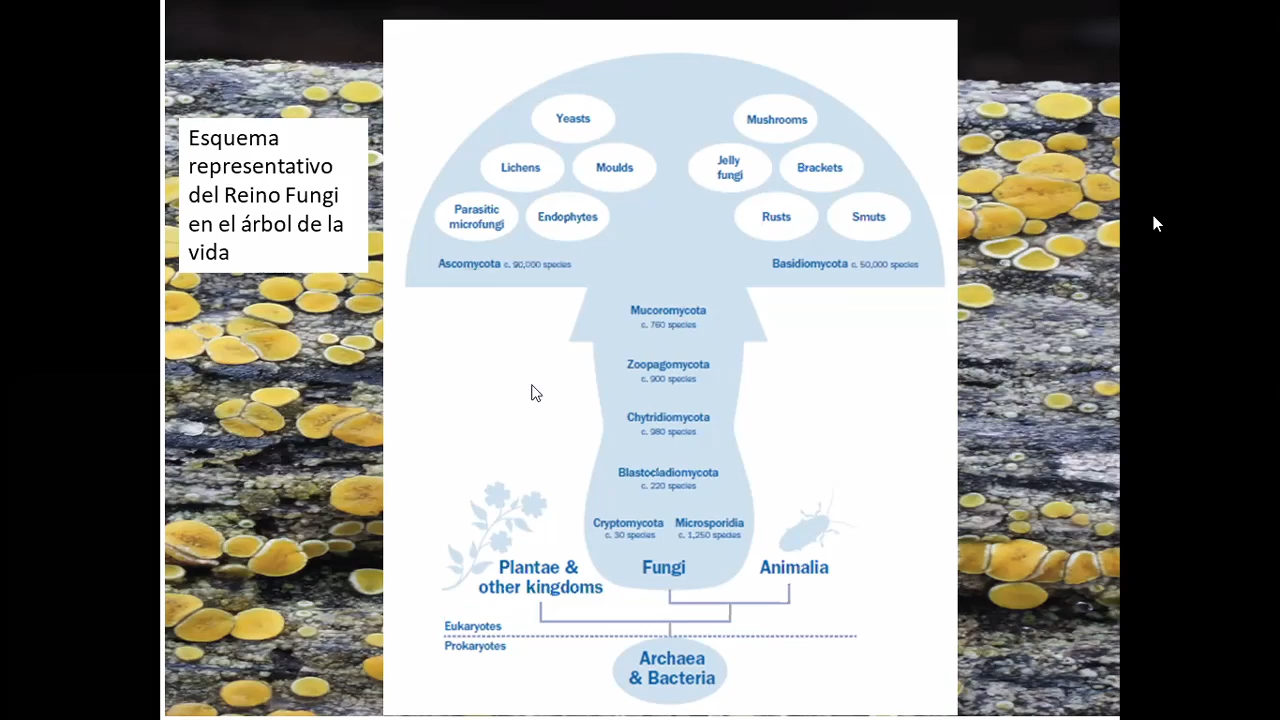 Esquema
representativo
del Reino Fungi
en el árbol de la
vida
Yeasts
Mushrooms
Lichens
Moulds
Jelly
fungi
Brackets
Parasitic
microfungi
Endophytes
Rusts
Smuts
Ascomycota c. 90,000 species
Basidiomycota c. 50,000 species
Mucoromycota
c. 760 species
Zoopagomycota
c. 900 species
Chytridiomycota
c. 980 species
Blastocladiomycota
c. 220 species
Cryptomycota
c. 30 species
Microsporidia
c. 1,250 species
Plantae &
other kingdoms
Fungi
Animalia
Eukaryotes
Prokaryotes
Archaea
& Bacteria